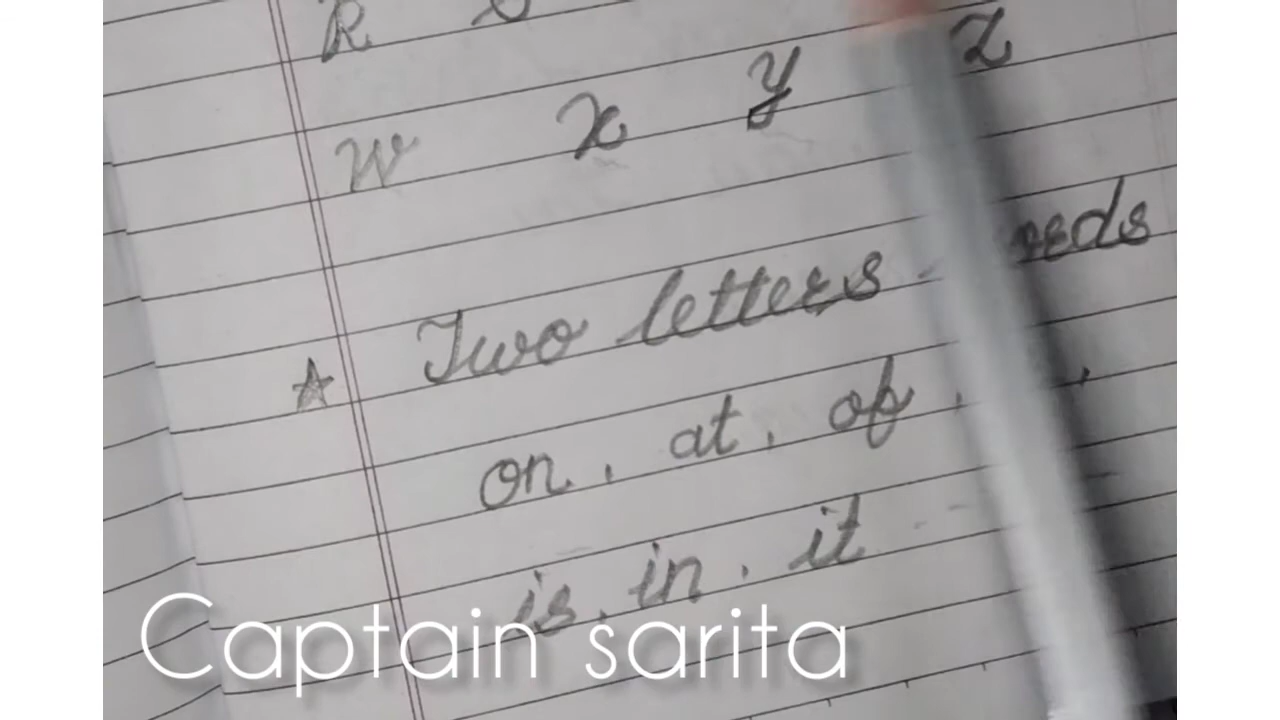 R
W X Y Z
☆ Two letters
on, at, of,
is, in, it
Captain sarita